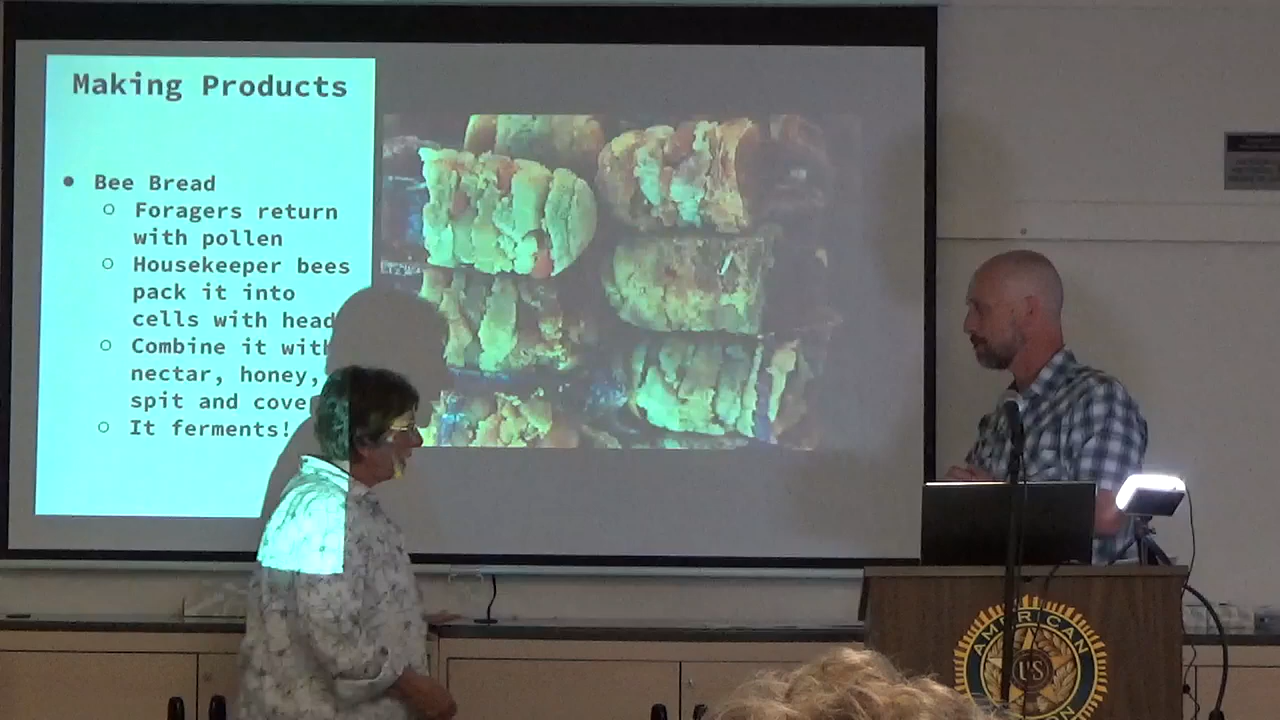 Making Products
● Bee Bread
○ Foragers return
with pollen
○ Housekeeper bees
pack it into
cells with head
○ Combine it with
nectar, honey,
spit and cove
○ It ferments!
AMERICAN
US